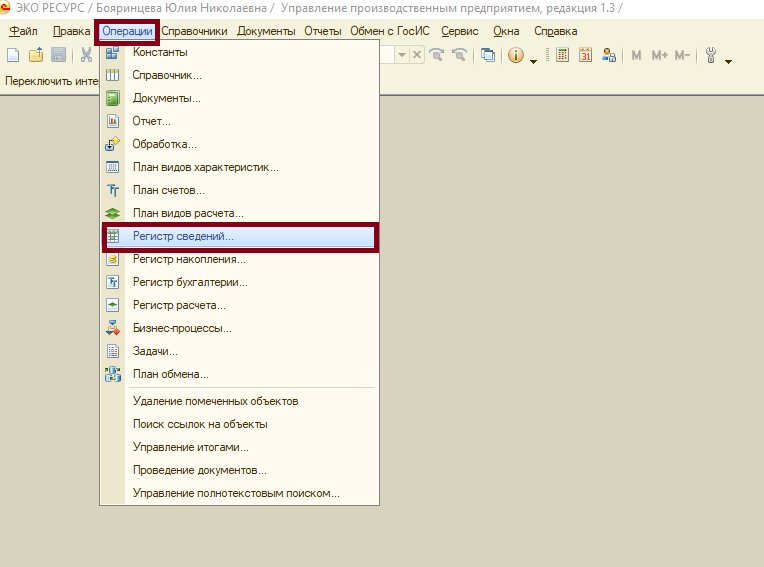 ЭКО РЕСУРС / Бояринцева Юлия Николаевна / Управление производственным предприятием, редакция 1.3 /
Файл Правка Операции Справочники Документы Отчеты Обмен с ГосИС Сервис Окна Справка
31 M M+ M-
Переключить инте
Константы
Справочник...
Документы...
Отчет...
Обработка...
План видов характеристик...
План счетов...
План видов расчета...
Регистр сведений...
Регистр накопления...
Регистр бухгалтерии...
Регистр расчета...
Бизнес-процессы...
Задачи...
План обмена...
Удаление помеченных объектов
Поиск ссылок на объекты
Управление итогами...
Проведение документов...
Управление полнотекстовым поиском...